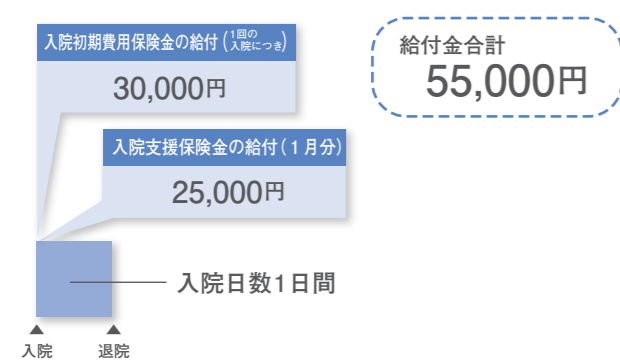 入院初期費用保険金の給付(1回の入院につき)
30,000円
給付金合計
55,000円
入院支援保険金の給付(1月分)
25,000円
入院日数1日間
▲ ▲
入院 退院